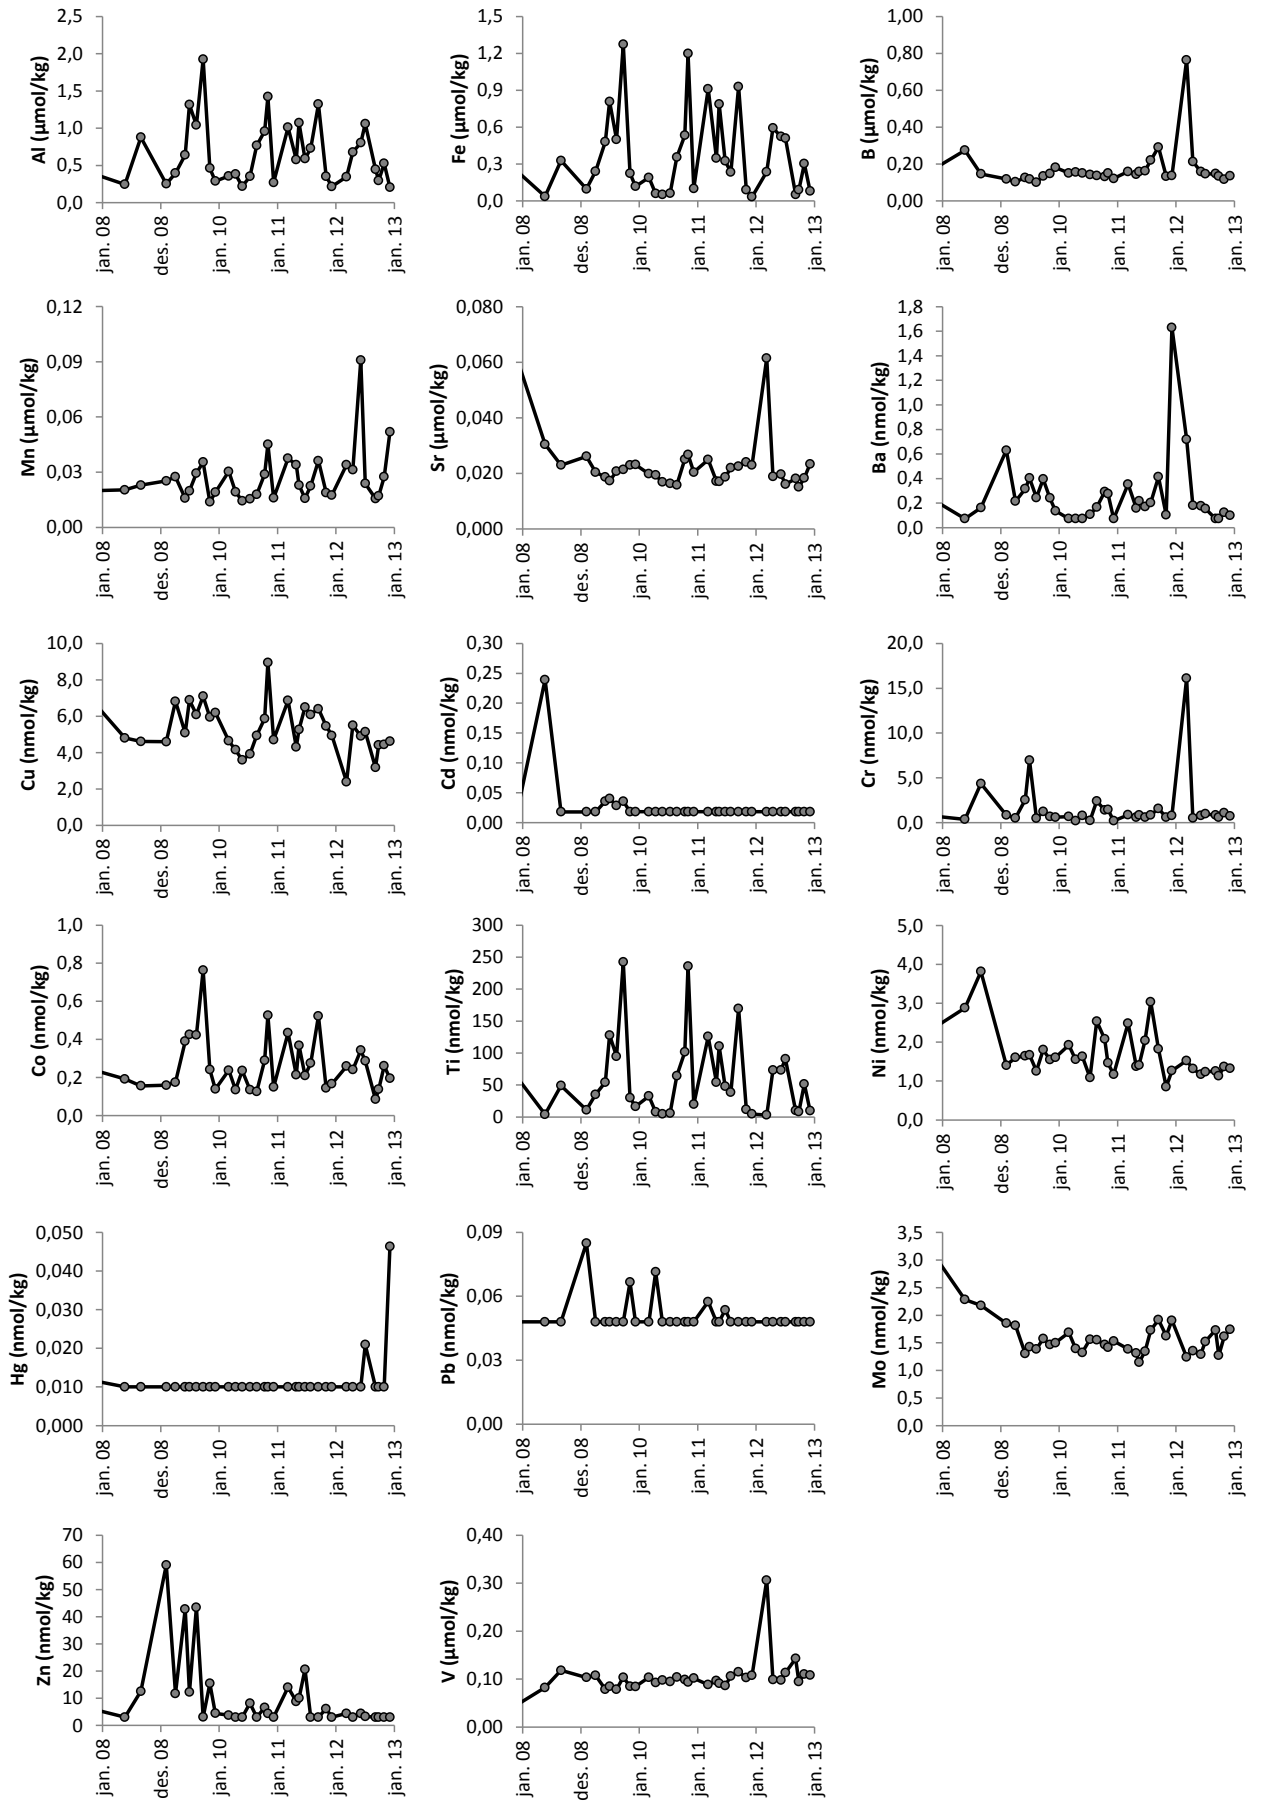 Al (µmol/kg)
2,5
2,0
1,5
1,0
0,5
0,0
jan. 08
des. 08
jan. 10
jan. 11
jan. 12
jan. 13
Fe (µmol/kg)
1,5
1,2
0,9
0,6
0,3
0,0
jan. 08
des. 08
jan. 10
jan. 11
jan. 12
jan. 13
B (µmol/kg)
1,00
0,80
0,60
0,40
0,20
0,00
jan. 08
des. 08
jan. 10
jan. 11
jan. 12
jan. 13
Mn (µmol/kg)
0,12
0,09
0,06
0,03
0,00
jan. 08
des. 08
jan. 10
jan. 11
jan. 12
jan. 13
Sr (µmol/kg)
0,080
0,060
0,040
0,020
0,000
jan. 08
des. 08
jan. 10
jan. 11
jan. 12
jan. 13
Ba (nmol/kg)
1,8
1,6
1,4
1,2
1,0
0,8
0,6
0,4
0,2
0,0
jan. 08
des. 08
jan. 10
jan. 11
jan. 12
jan. 13
Cu (nmol/kg)
10,0
8,0
6,0
4,0
2,0
0,0
jan. 08
des. 08
jan. 10
jan. 11
jan. 12
jan. 13
Cd (nmol/kg)
0,30
0,25
0,20
0,15
0,10
0,05
0,00
jan. 08
des. 08
jan. 10
jan. 11
jan. 12
jan. 13
Cr (nmol/kg)
20,0
15,0
10,0
5,0
0,0
jan. 08
des. 08
jan. 10
jan. 11
jan. 12
jan. 13
Co (nmol/kg)
1,0
0,8
0,6
0,4
0,2
0,0
jan. 08
des. 08
jan. 10
jan. 11
jan. 12
jan. 13
Ti (nmol/kg)
300
250
200
150
100
50
0
jan. 08
des. 08
jan. 10
jan. 11
jan. 12
jan. 13
Ni (nmol/kg)
5,0
4,0
3,0
2,0
1,0
0,0
jan. 08
des. 08
jan. 10
jan. 11
jan. 12
jan. 13
Hg (nmol/kg)
0,050
0,040
0,030
0,020
0,010
0,000
jan. 08
des. 08
jan. 10
jan. 11
jan. 12
jan. 13
Pb (nmol/kg)
0,09
0,06
0,03
0,00
jan. 08
des. 08
jan. 10
jan. 11
jan. 12
jan. 13
Mo (nmol/kg)
3,5
3,0
2,5
2,0
1,5
1,0
0,5
0,0
jan. 08
des. 08
jan. 10
jan. 11
jan. 12
jan. 13
Zn (nmol/kg)
70
60
50
40
30
20
10
0
jan. 08
des. 08
jan. 10
jan. 11
jan. 12
jan. 13
V (µmol/kg)
0,40
0,30
0,20
0,10
0,00
jan. 08
des. 08
jan. 10
jan. 11
jan. 12
jan. 13